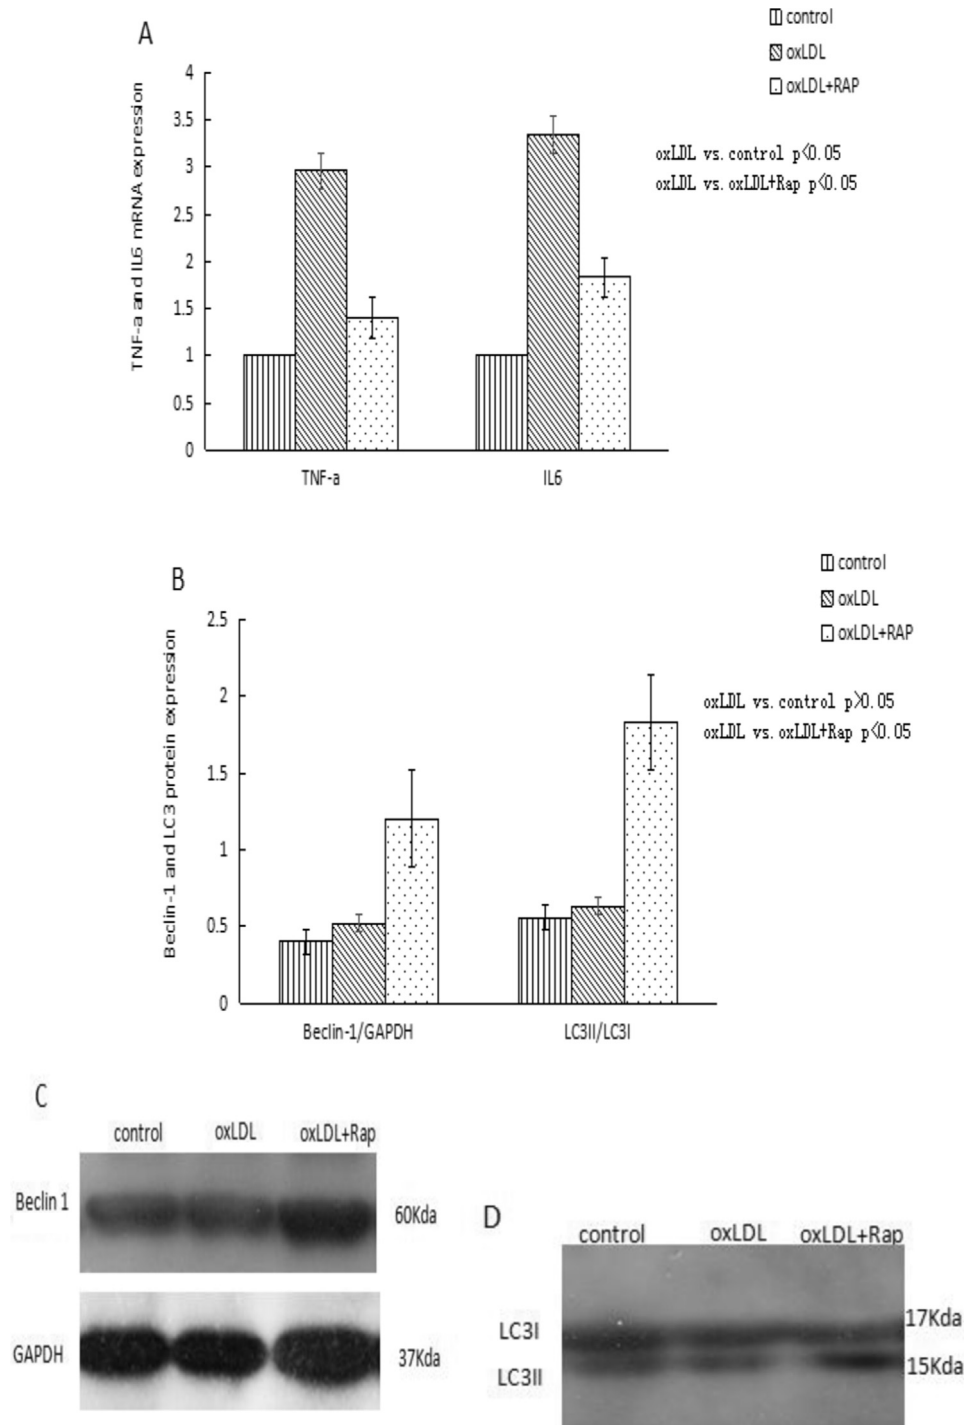 A
control
oxLDL
oxLDL+RAP
TNF-a and IL6 mRNA expression
4
3.5
3
2.5
2
1.5
1
0.5
0
TNF-a
IL6
oxLDL vs.control p<0.05
oxLDL vs.oxLDL+Rap p<0.05
B
control
oxLDL
oxLDL+RAP
Beclin-1 and LC3 protein expression
2.5
2
1.5
1
0.5
0
Beclin-1/GAPDH
LC3II/LC3I
oxLDL vs.control p>0.05
oxLDL vs.oxLDL+Rap p<0.05
C
control oxLDL oxLDL+Rap
Beclin 1 60Kda
GAPDH 37Kda
D
control oxLDL oxLDL+Rap
LC3I 17Kda
LC3II 15Kda